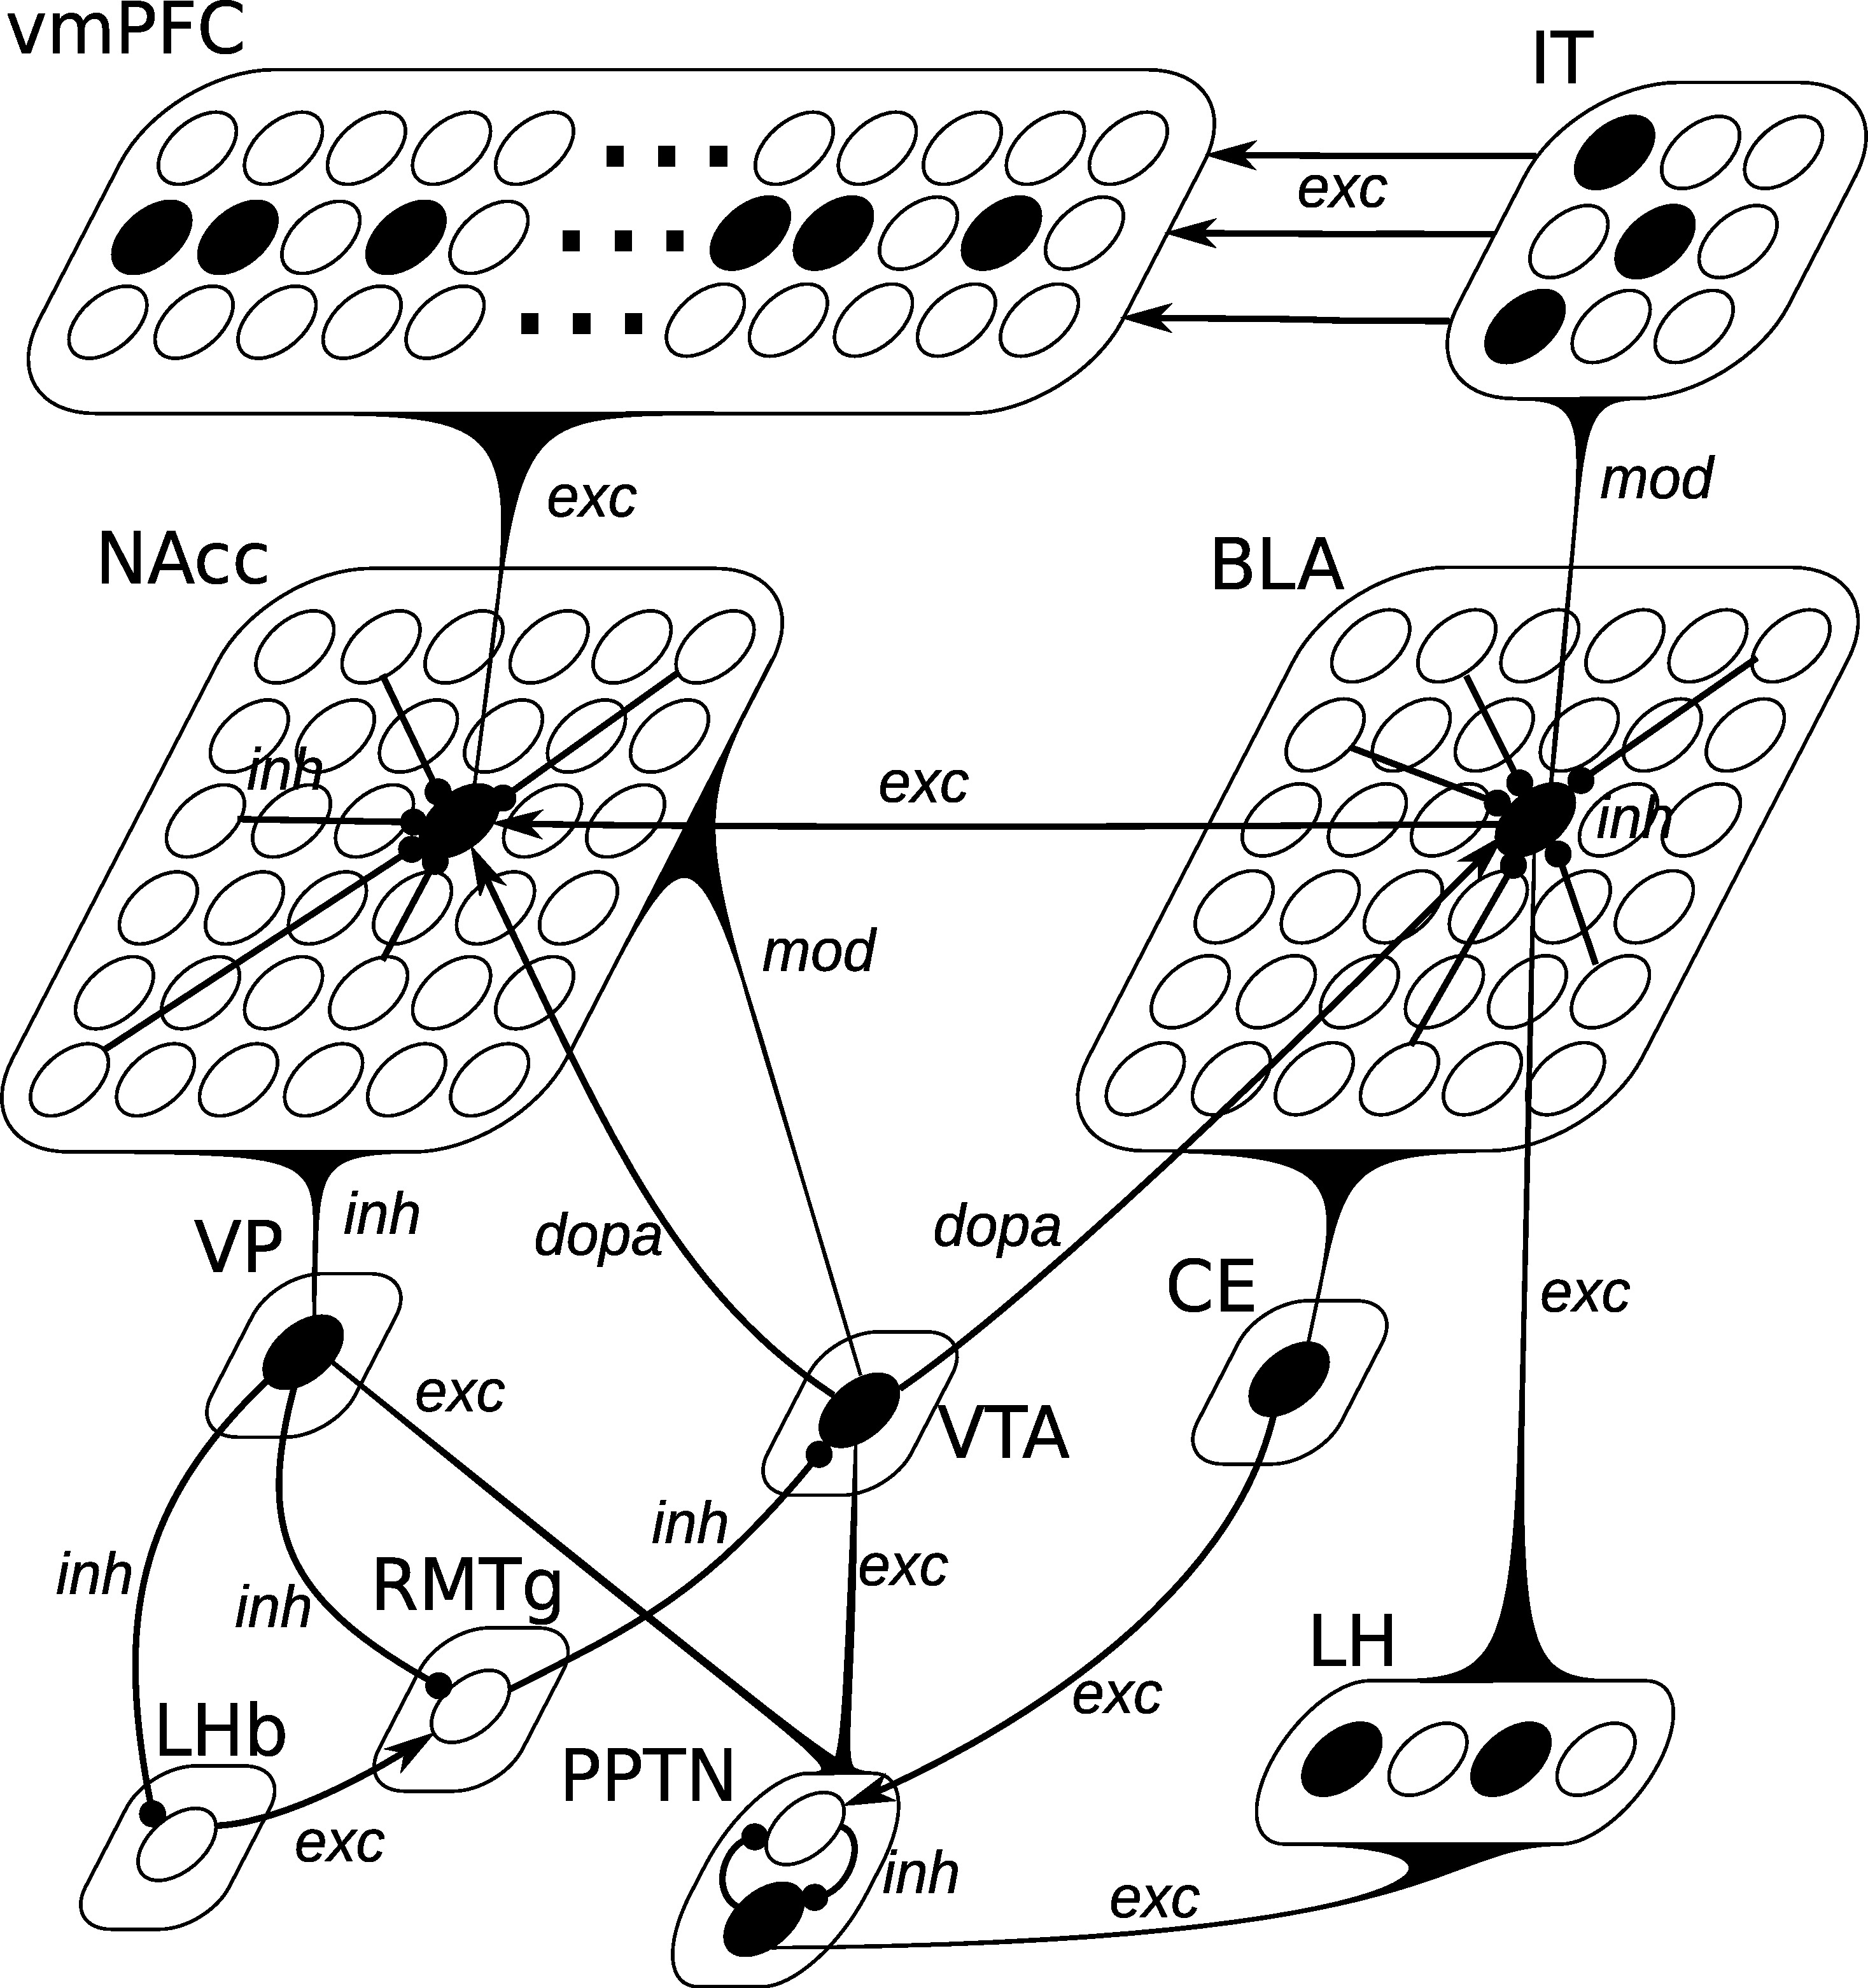 vmPFC
IT
exc
exc
mod
NAcc
BLA
inh
exc
inh
mod
inh
VP
dopa
dopa
CE
exc
exc
VTA
inh
exc
inh
RMTg
inh
LH
exc
LHb
PPTN
exc
inh
exc